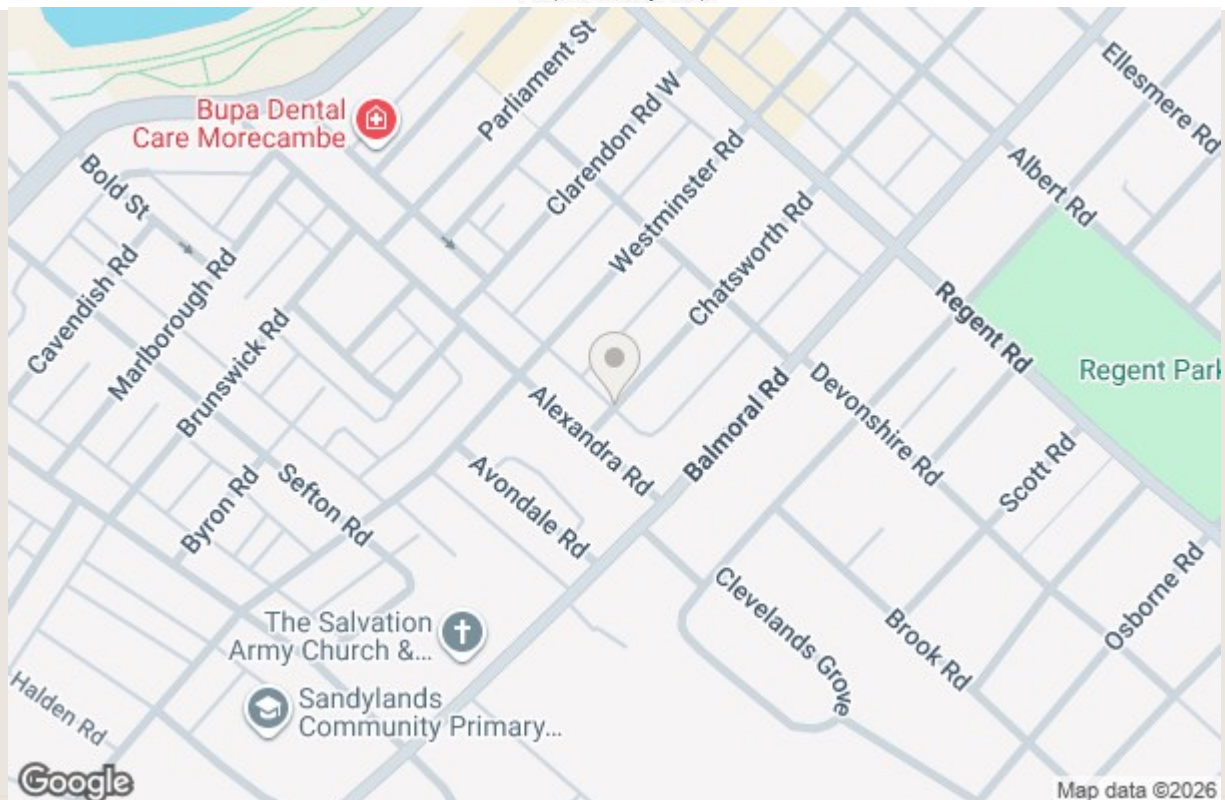 Parliament St
Ellesmere Rd
Bupa Dental
Care Morecambe
Clarendon Rd W
Albert Rd
Bold St
Westminster Rd
Chatsworth Rd
Cavendish Rd
Marlborough Rd
Brunswick Rd
Regent Rd
Regent Park
Alexandra Rd
Balmoral Rd
Devonshire Rd
Scott Rd
Avondale Rd
Sefton Rd
Byron Rd
Osborne Rd
Clevelands Grove
Brook Rd
The Salvation
Army Church &...
Sandylands
Community Primary...
Halden Rd
Google
Map data ©2026